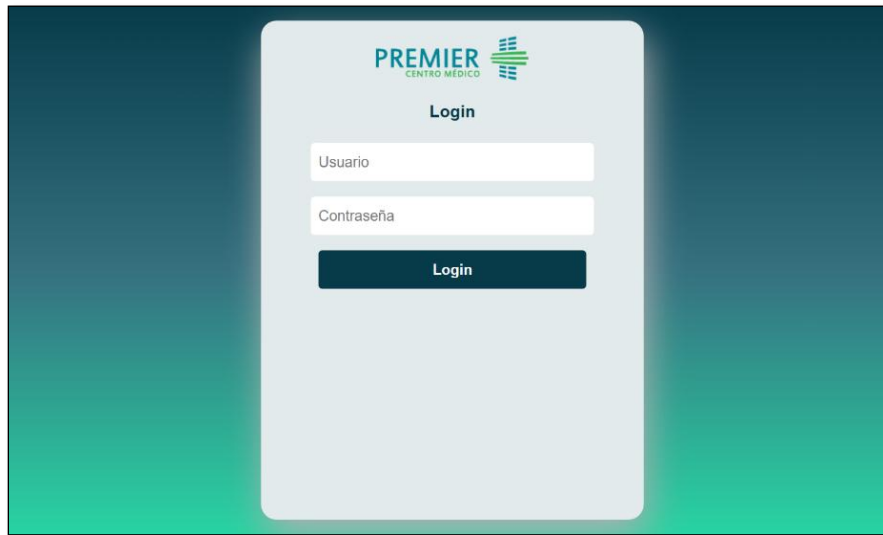 PREMIER
CENTRO MÉDICO
Login
Usuario
Contraseña
Login